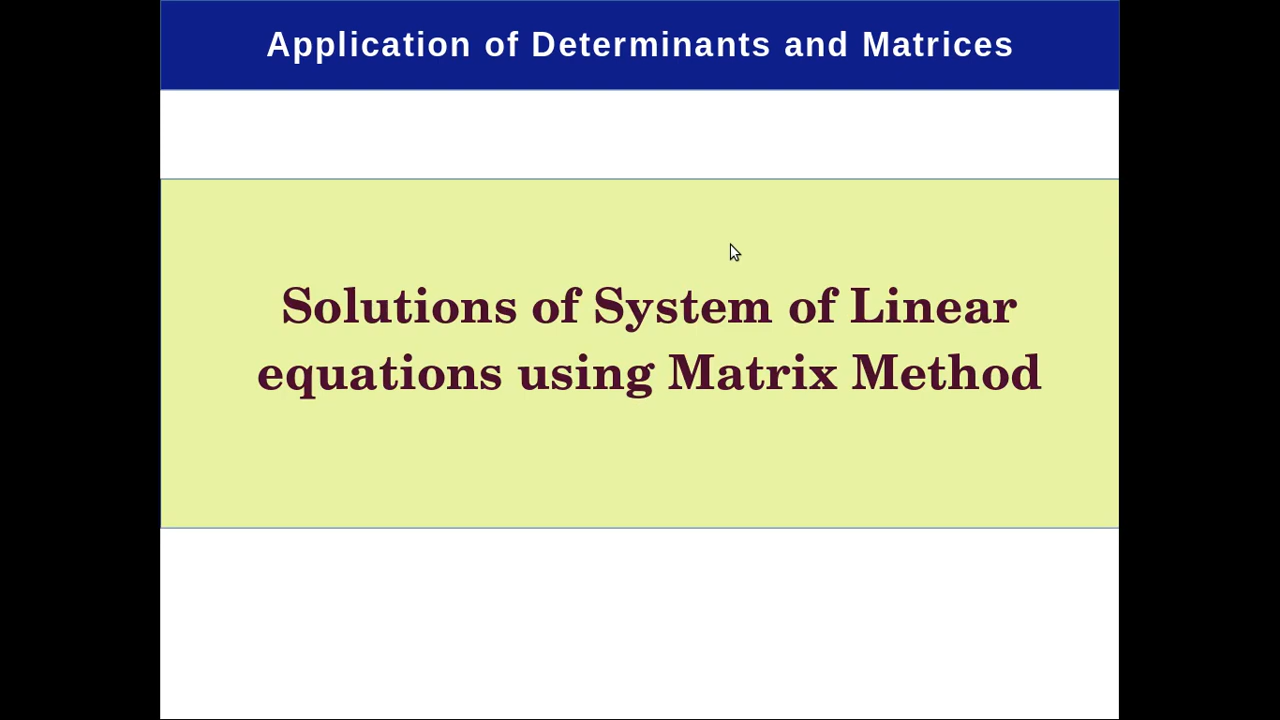 Application of Determinants and Matrices
Solutions of System of Linear
equations using Matrix Method